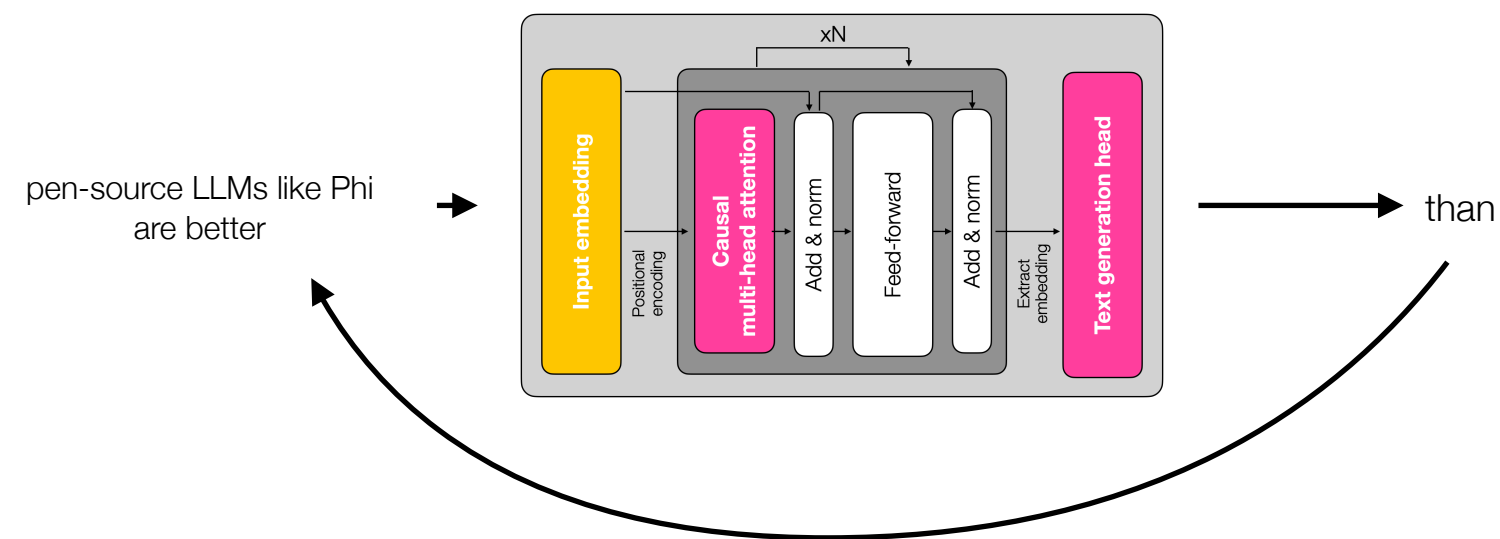 xN
pen-source LLMs like Phi
are better
Input embedding
Positional
encoding
Causal
multi-head attention
Add & norm
Feed-forward
Add & norm
Extract
embedding
Text generation head
than